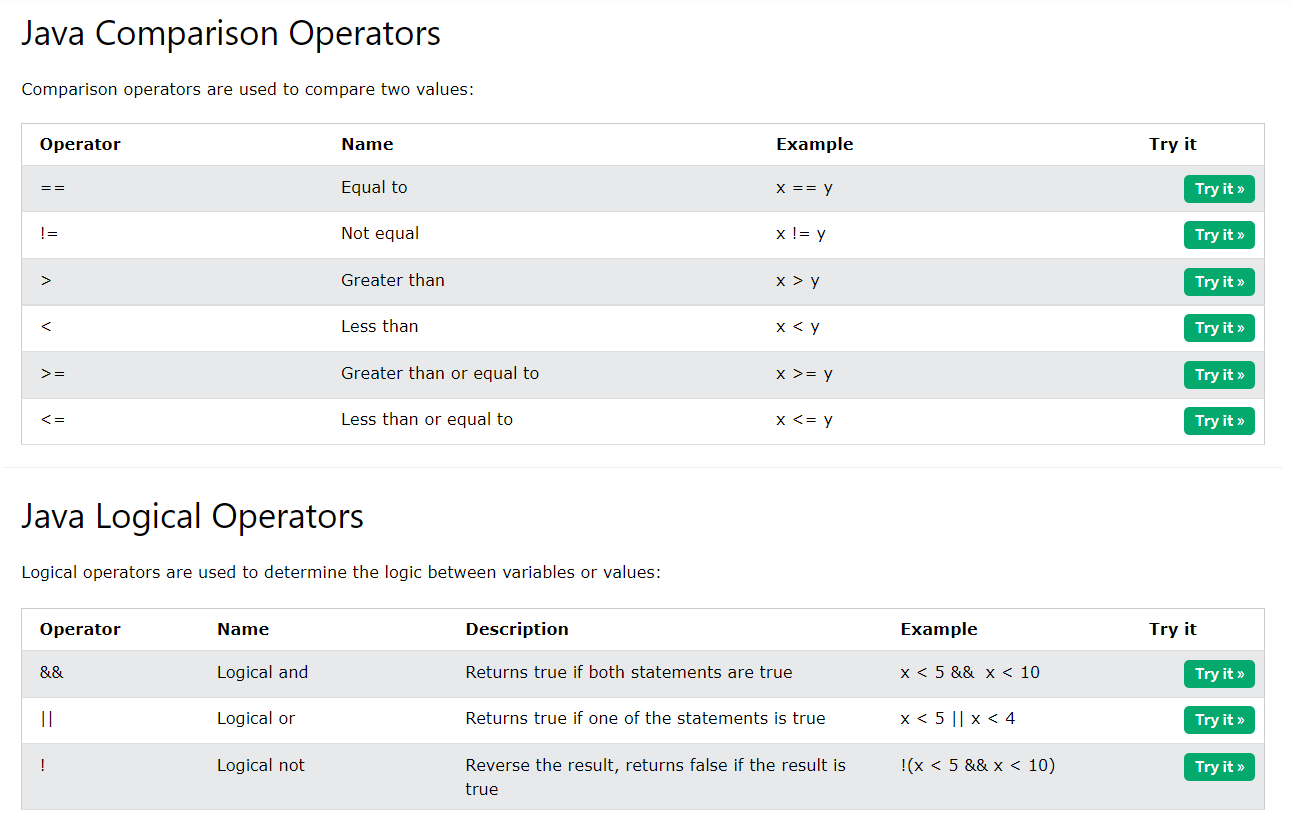 Java Comparison Operators
Comparison operators are used to compare two values:
Operator Name Example Try it
== Equal to x == y Try it »
!= Not equal x != y Try it »
> Greater than x > y Try it »
< Less than x < y Try it »
>= Greater than or equal to x >= y Try it »
<= Less than or equal to x <= y Try it »
Java Logical Operators
Logical operators are used to determine the logic between variables or values:
Operator Name Description Example Try it
&& Logical and Returns true if both statements are true x < 5 &&  x < 10 Try it »
|| Logical or Returns true if one of the statements is true x < 5 || x < 4 Try it »
! Logical not Reverse the result, returns false if the result is !(x < 5 && x < 10) Try it »
true